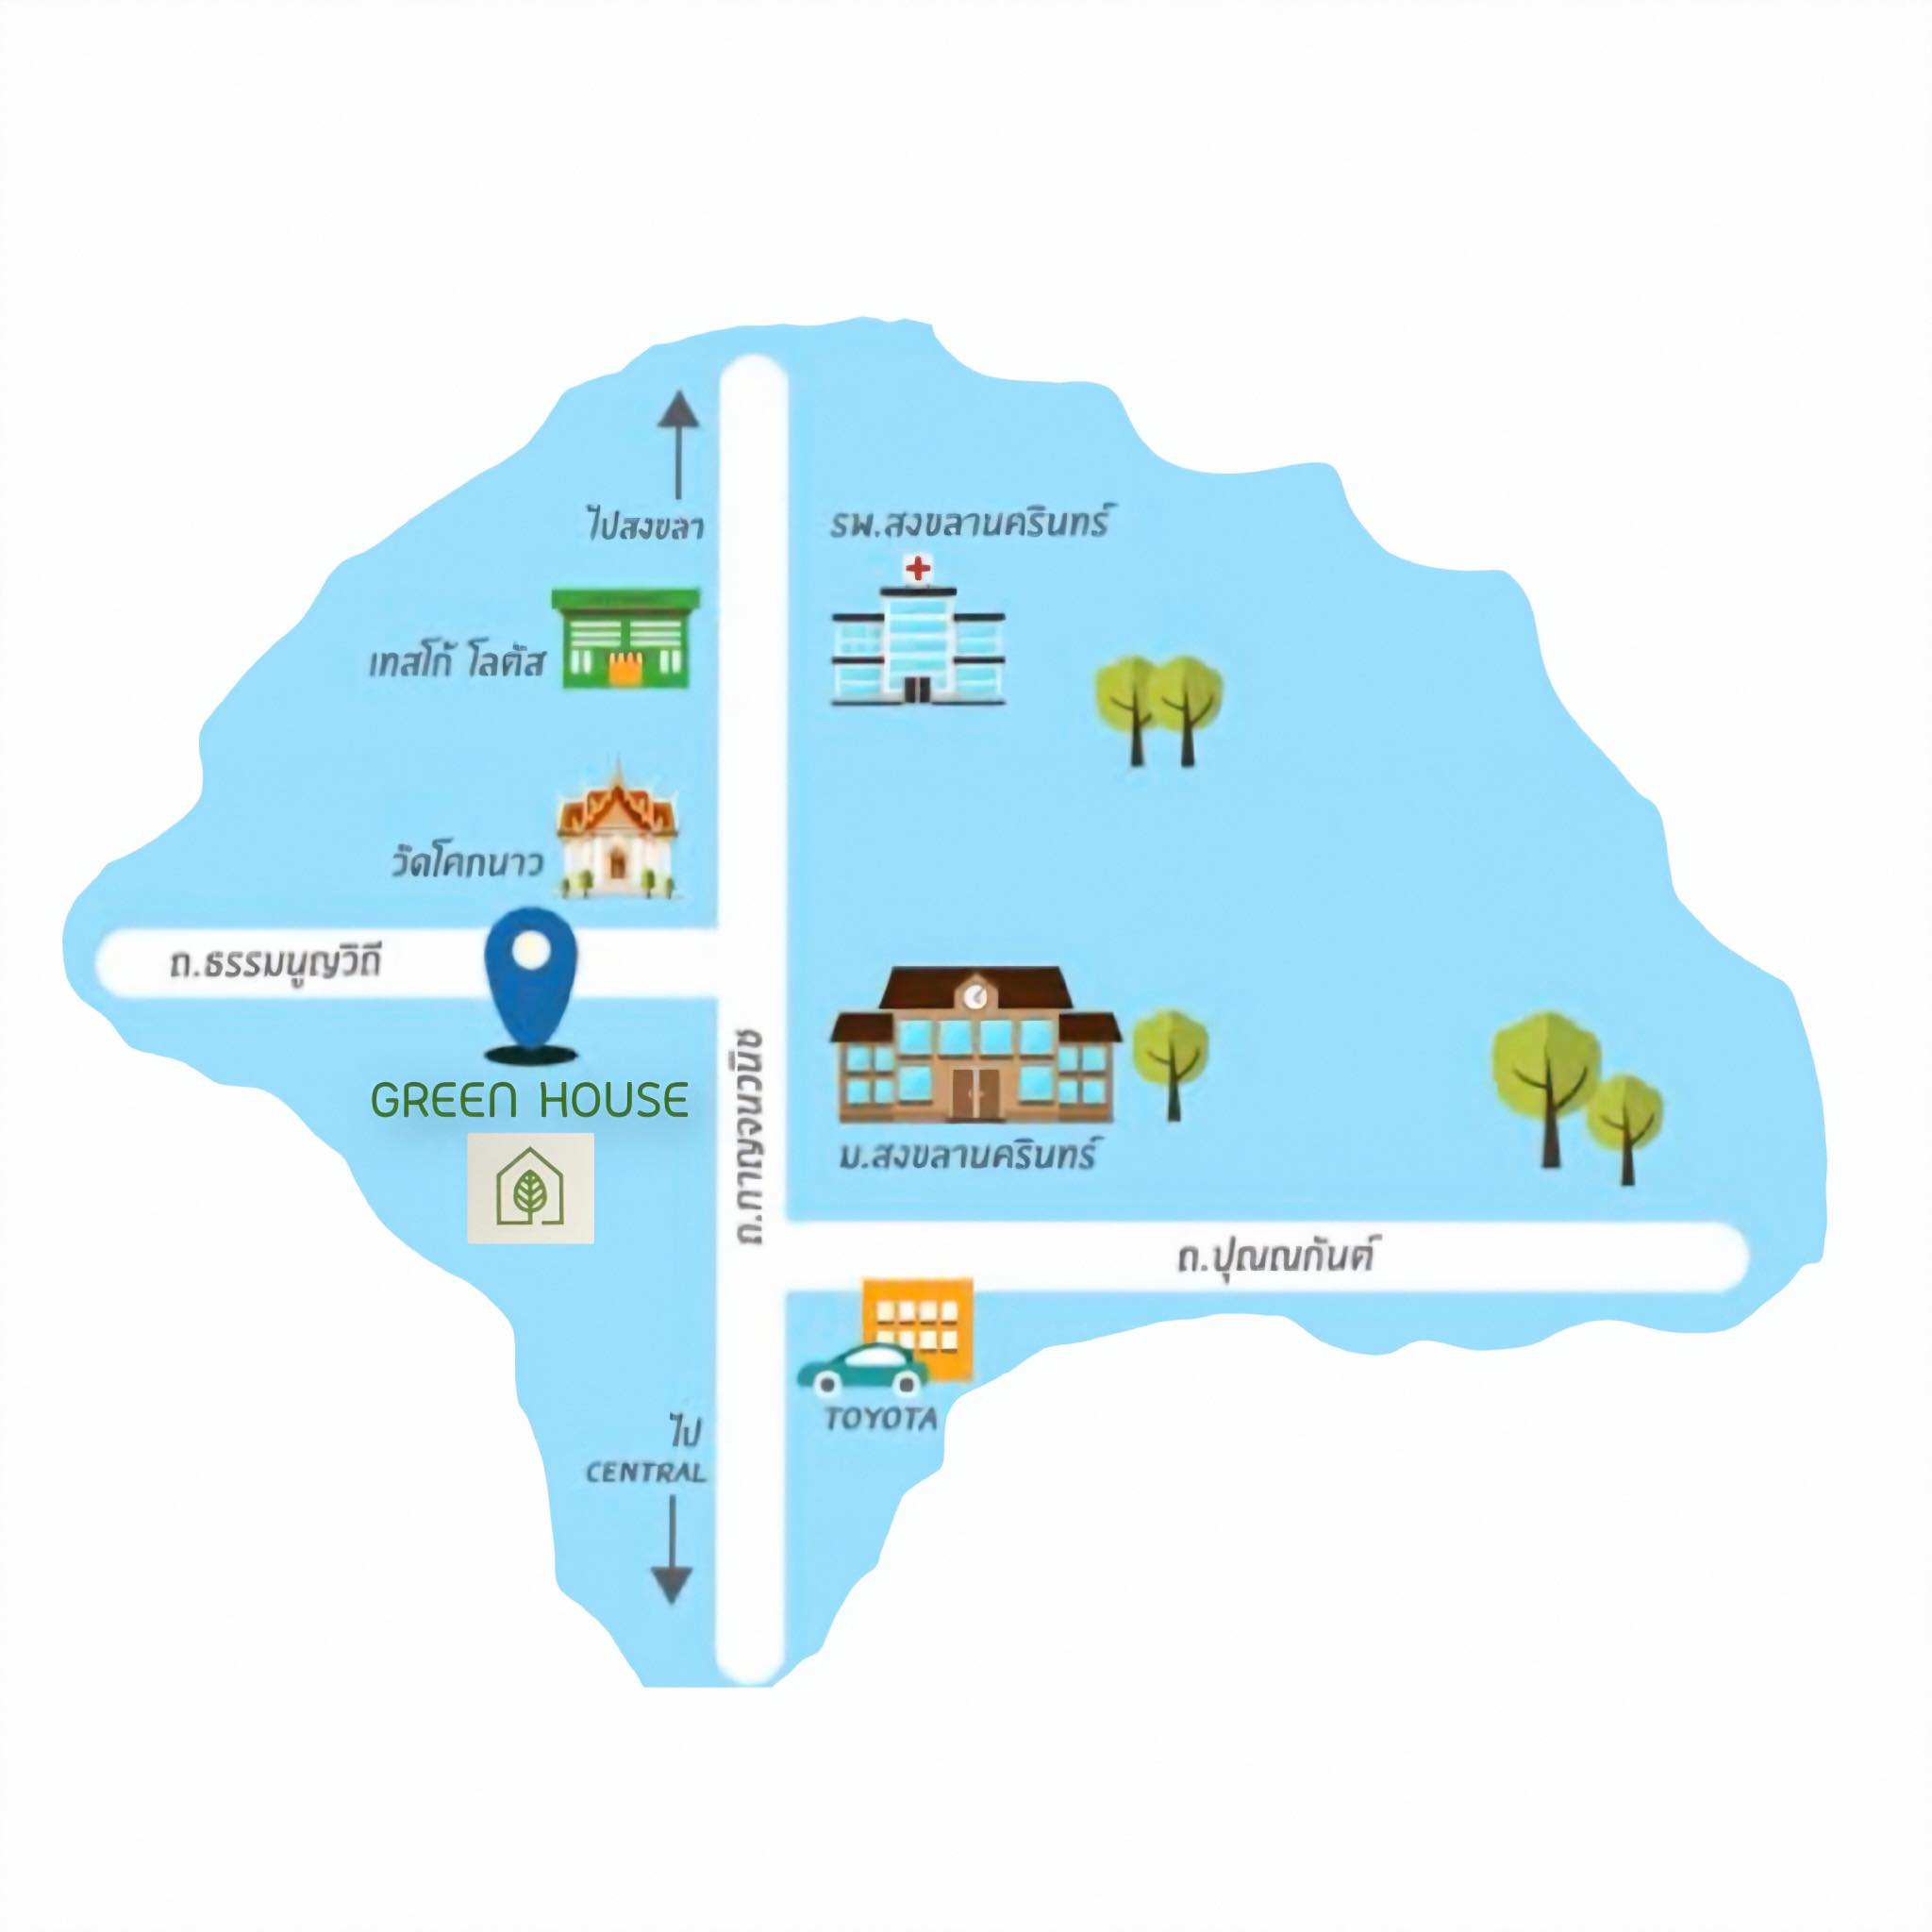 ไปสงขลา
รพ.สงขลานครินทร์
เทสโก้ โลตัส
วัดโคกนาว
ถ.ธรรมนูญวิถี
GREEN HOUSE
ถ.กาญจนวนิช
ม.สงขลานครินทร์
ถ.ปุณณกันต์
TOYOTA
ไป
CENTRAL